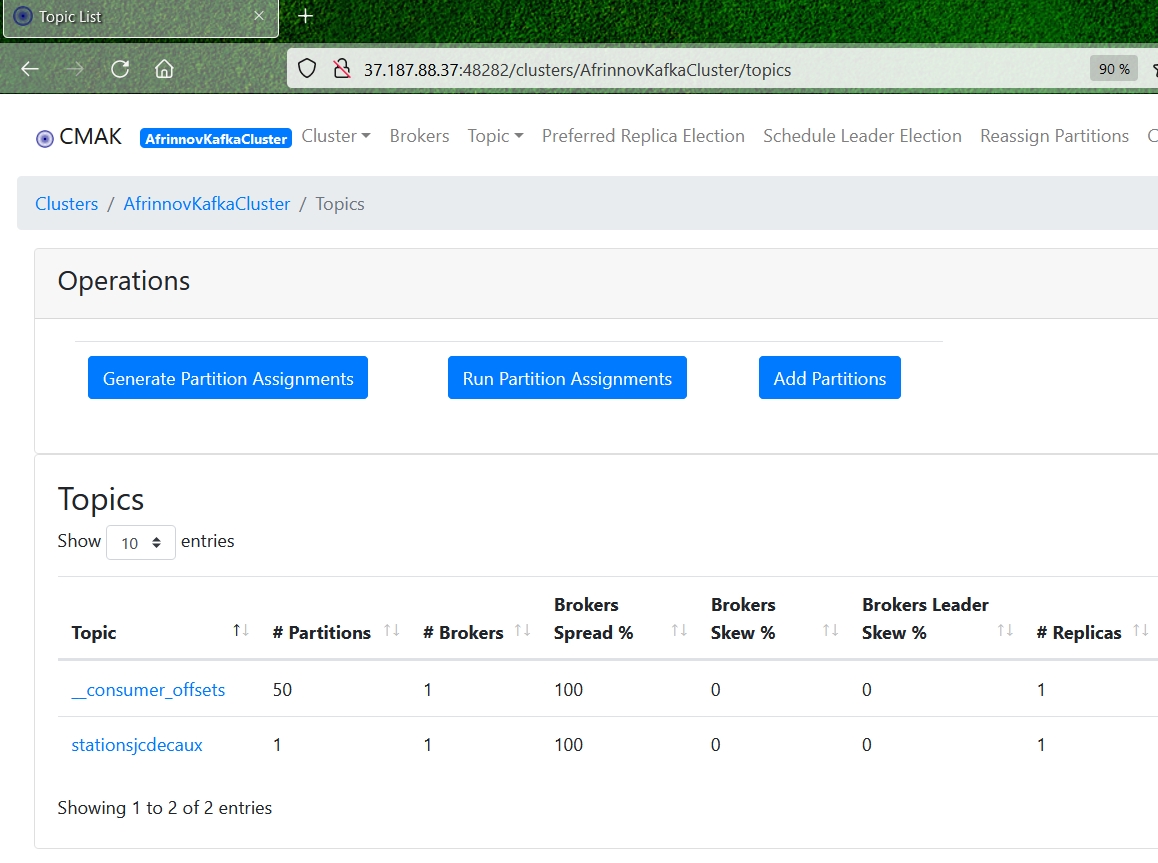 Topic List
37.187.88.37:48282/clusters/AfrinnovKafkaCluster/topics 90 %
CMAK AfrinnovKafkaCluster Cluster Brokers Topic Preferred Replica Election Schedule Leader Election Reassign Partitions C
Clusters / AfrinnovKafkaCluster / Topics
Operations
Generate Partition Assignments Run Partition Assignments Add Partitions
Topics
Show 10 entries
Topic # Partitions # Brokers Brokers Spread % Brokers Skew % Brokers Leader Skew % # Replicas
__consumer_offsets 50 1 100 0 0 1
stationsjcdecaux 1 1 100 0 0 1
Showing 1 to 2 of 2 entries